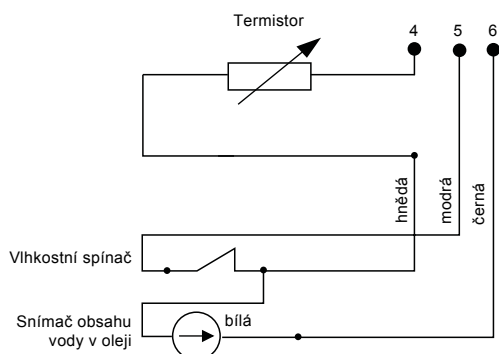 Termistor
4 5 6
hnědá
modrá
černá
Vlhkostní spínač
Snímač obsahu
vody v oleji
bílá